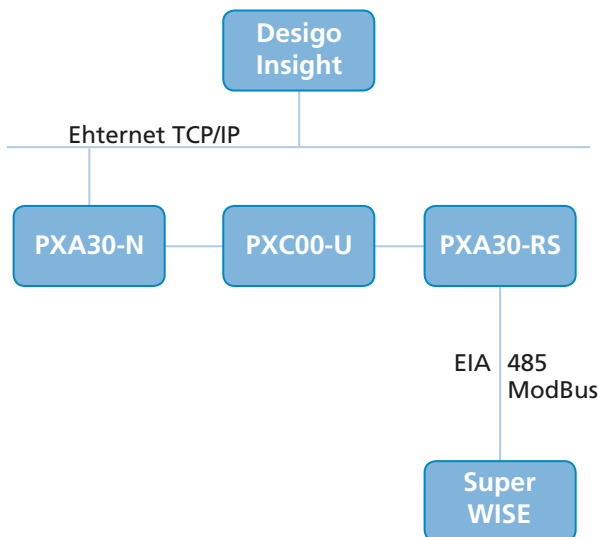 Desigo
Insight
Ehternet TCP/IP
PXA30-N
PXC00-U
PXA30-RS
EIA 485
ModBus
Super
WISE